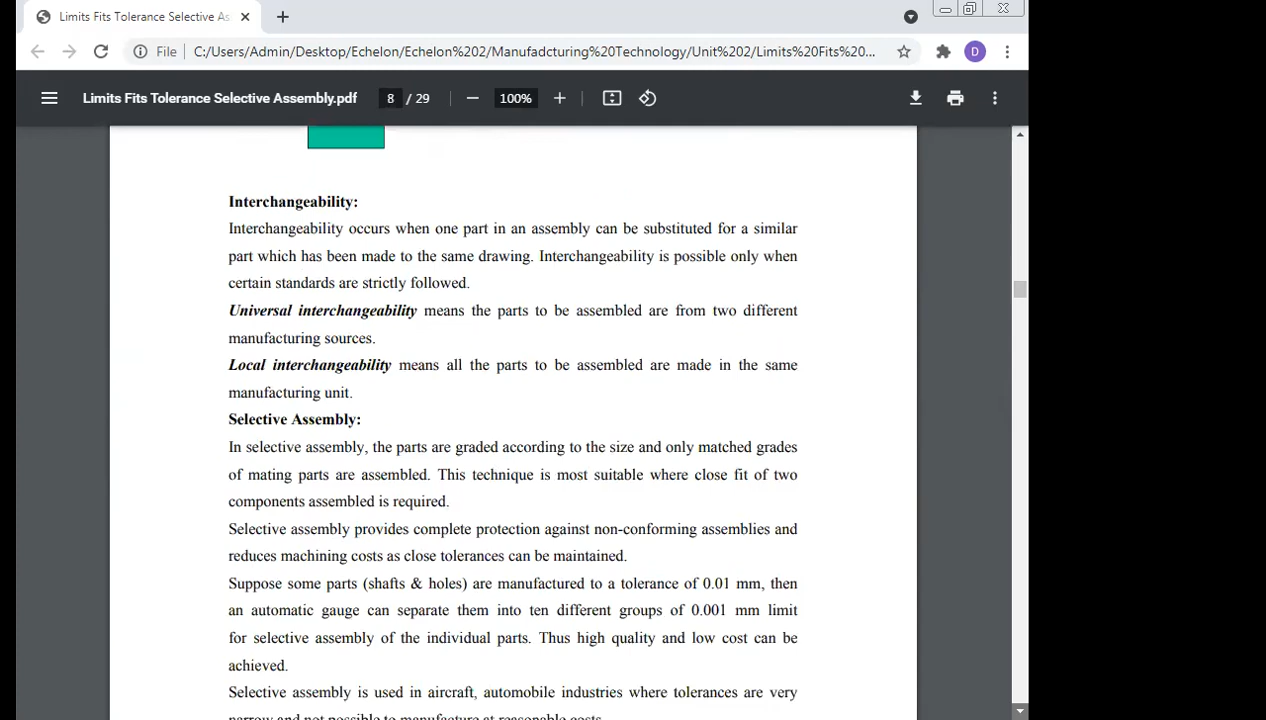 Limits Fits Tolerance Selective As
File
C:/Users/Admin/Desktop/Echelon/Echelon%202/Manufadcturing%20Technology/Unit%202/Limits%20Fits%20...
D
Limits Fits Tolerance Selective Assembly.pdf
8 / 29
100%
Interchangeability:
Interchangeability occurs when one part in an assembly can be substituted for a similar
part which has been made to the same drawing. Interchangeability is possible only when
certain standards are strictly followed.
Universal interchangeability means the parts to be assembled are from two different
manufacturing sources.
Local interchangeability means all the parts to be assembled are made in the same
manufacturing unit.
Selective Assembly:
In selective assembly, the parts are graded according to the size and only matched grades
of mating parts are assembled. This technique is most suitable where close fit of two
components assembled is required.
Selective assembly provides complete protection against non-conforming assemblies and
reduces machining costs as close tolerances can be maintained.
Suppose some parts (shafts & holes) are manufactured to a tolerance of 0.01 mm, then
an automatic gauge can separate them into ten different groups of 0.001 mm limit
for selective assembly of the individual parts. Thus high quality and low cost can be
achieved.
Selective assembly is used in aircraft, automobile industries where tolerances are very
narrow and not possible to manufacture at reasonable costs.